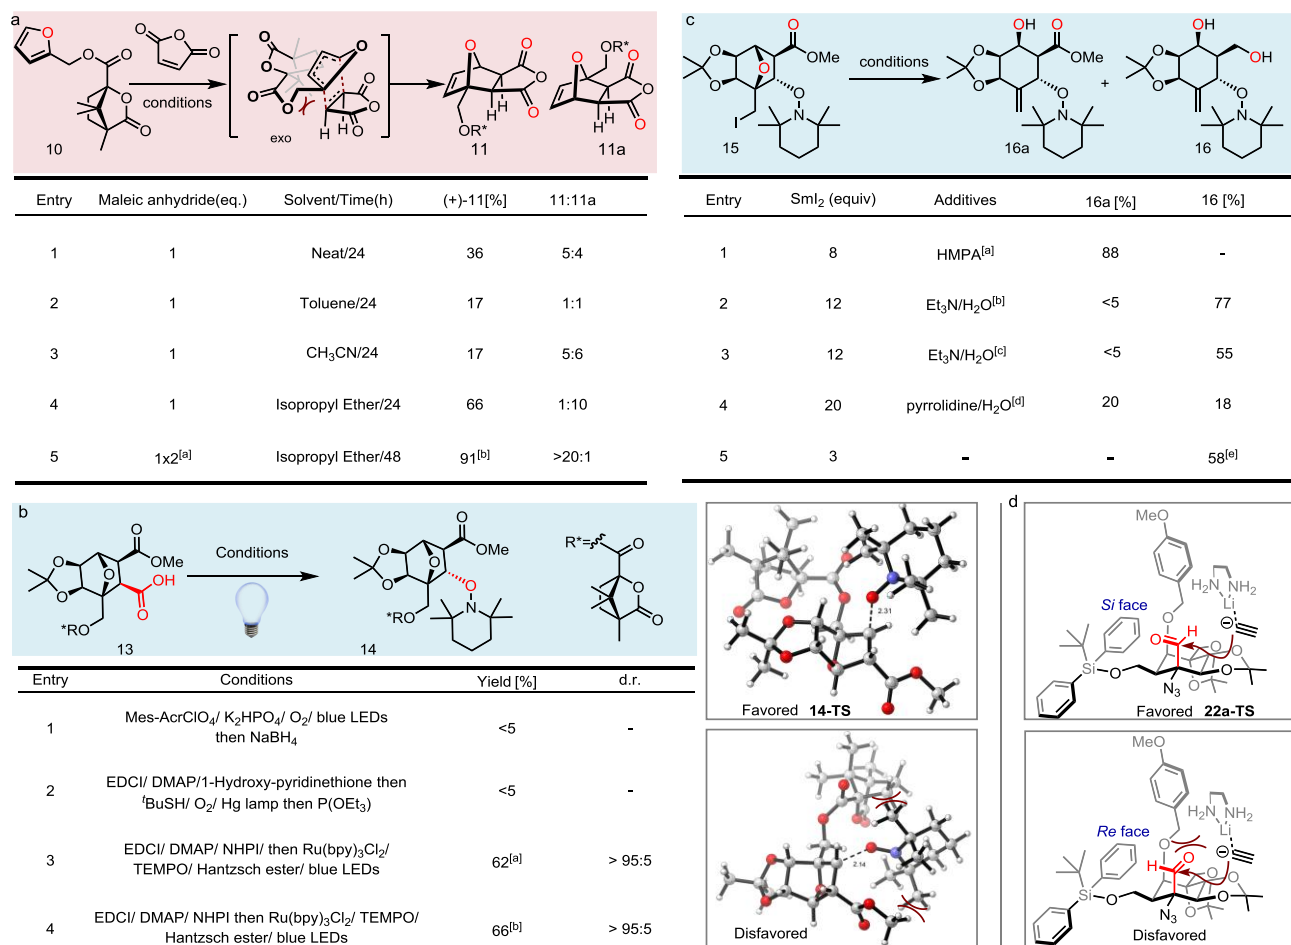 a
O
O
O
O
O
O
O
O
conditions
10
O
O
O
O
O
O
O
H
H
exo
O
O
O
O
H
H
OR*
11
OR*
O
O
O
O
H
H
11a
Entry Maleic anhydride(eq.) Solvent/Time(h) (+)-11[%] 11:11a
1 1 Neat/24 36 5:4
2 1 Toluene/24 17 1:1
3 1 CH3CN/24 17 5:6
4 1 Isopropyl Ether/24 66 1:10
5 1x2[a] Isopropyl Ether/48 91[b] >20:1
c
O
O
O
O
OMe
O
N
I
15
conditions
OH
O
O
O
OMe
O
N
16a
+
OH
O
O
OH
O
N
16
Entry SmI2 (equiv) Additives 16a [%] 16 [%]
1 8 HMPA[a] 88 -
2 12 Et3N/H2O[b] <5 77
3 12 Et3N/H2O[c] <5 55
4 20 pyrrolidine/H2O[d] 20 18
5 3 - - 58[e]
b
O
O
O
O
OMe
OH
O
*RO
13
Conditions
O
O
O
O
OMe
O
N
*RO
14
R*=
O
O
O
Entry Conditions Yield [%] d.r.
1 Mes-AcrClO4/ K2HPO4/ O2/ blue LEDs
then NaBH4 <5 -
2 EDCI/ DMAP/1-Hydroxy-pyridinethione then
tBuSH/ O2/ Hg lamp then P(OEt3) <5 -
3 EDCI/ DMAP/ NHPI/ then Ru(bpy)3Cl2/
TEMPO/ Hantzsch ester/ blue LEDs 62[a] > 95:5
4 EDCI/ DMAP/ NHPI then Ru(bpy)3Cl2/ TEMPO/
Hantzsch ester/ blue LEDs 66[b] > 95:5
2.31
Favored 14-TS
2.14
Disfavored
d
MeO
Si face
O
H2N
NH2
Li
O
H
Si
O
N3
O
O
O
O
Favored 22a-TS
MeO
Re face
O
H2N
NH2
Li
H
O
Si
O
N3
O
O
O
O
Disfavored